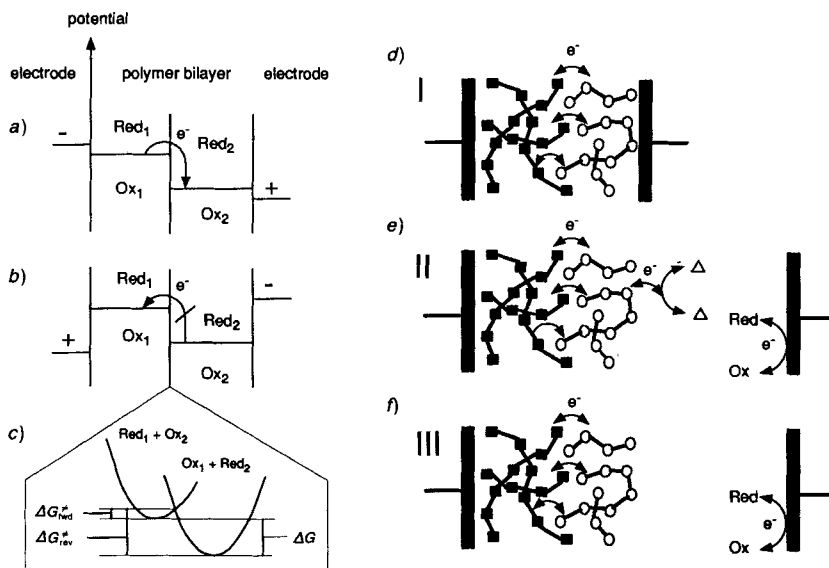 potential
electrode polymer bilayer electrode
a)
-
Red₁ e⁻ Red₂
Ox₁
Ox₂
+
b)
Red₁ e⁻
-
Red₂
+
Ox₁
Ox₂
c)
Red₁ + Ox₂
Ox₁ + Red₂
ΔG≠fwd
ΔG≠rev
ΔG
d)
I
e⁻
e)
II
e⁻
e⁻
Δ
Δ
Red
e⁻
Ox
f)
III
e⁻
Red
e⁻
Ox